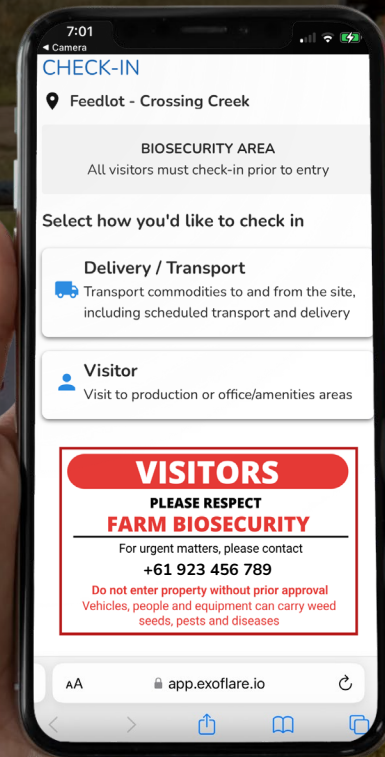 7:01
◄ Camera
CHECK-IN
Feedlot - Crossing Creek
BIOSECURITY AREA
All visitors must check-in prior to entry
Select how you'd like to check in
Delivery / Transport
Transport commodities to and from the site,
including scheduled transport and delivery
Visitor
Visit to production or office/amenities areas
VISITORS
PLEASE RESPECT
FARM BIOSECURITY
For urgent matters, please contact
+61 923 456 789
Do not enter property without prior approval
Vehicles, people and equipment can carry weed
seeds, pests and diseases
AA
app.exoflare.io